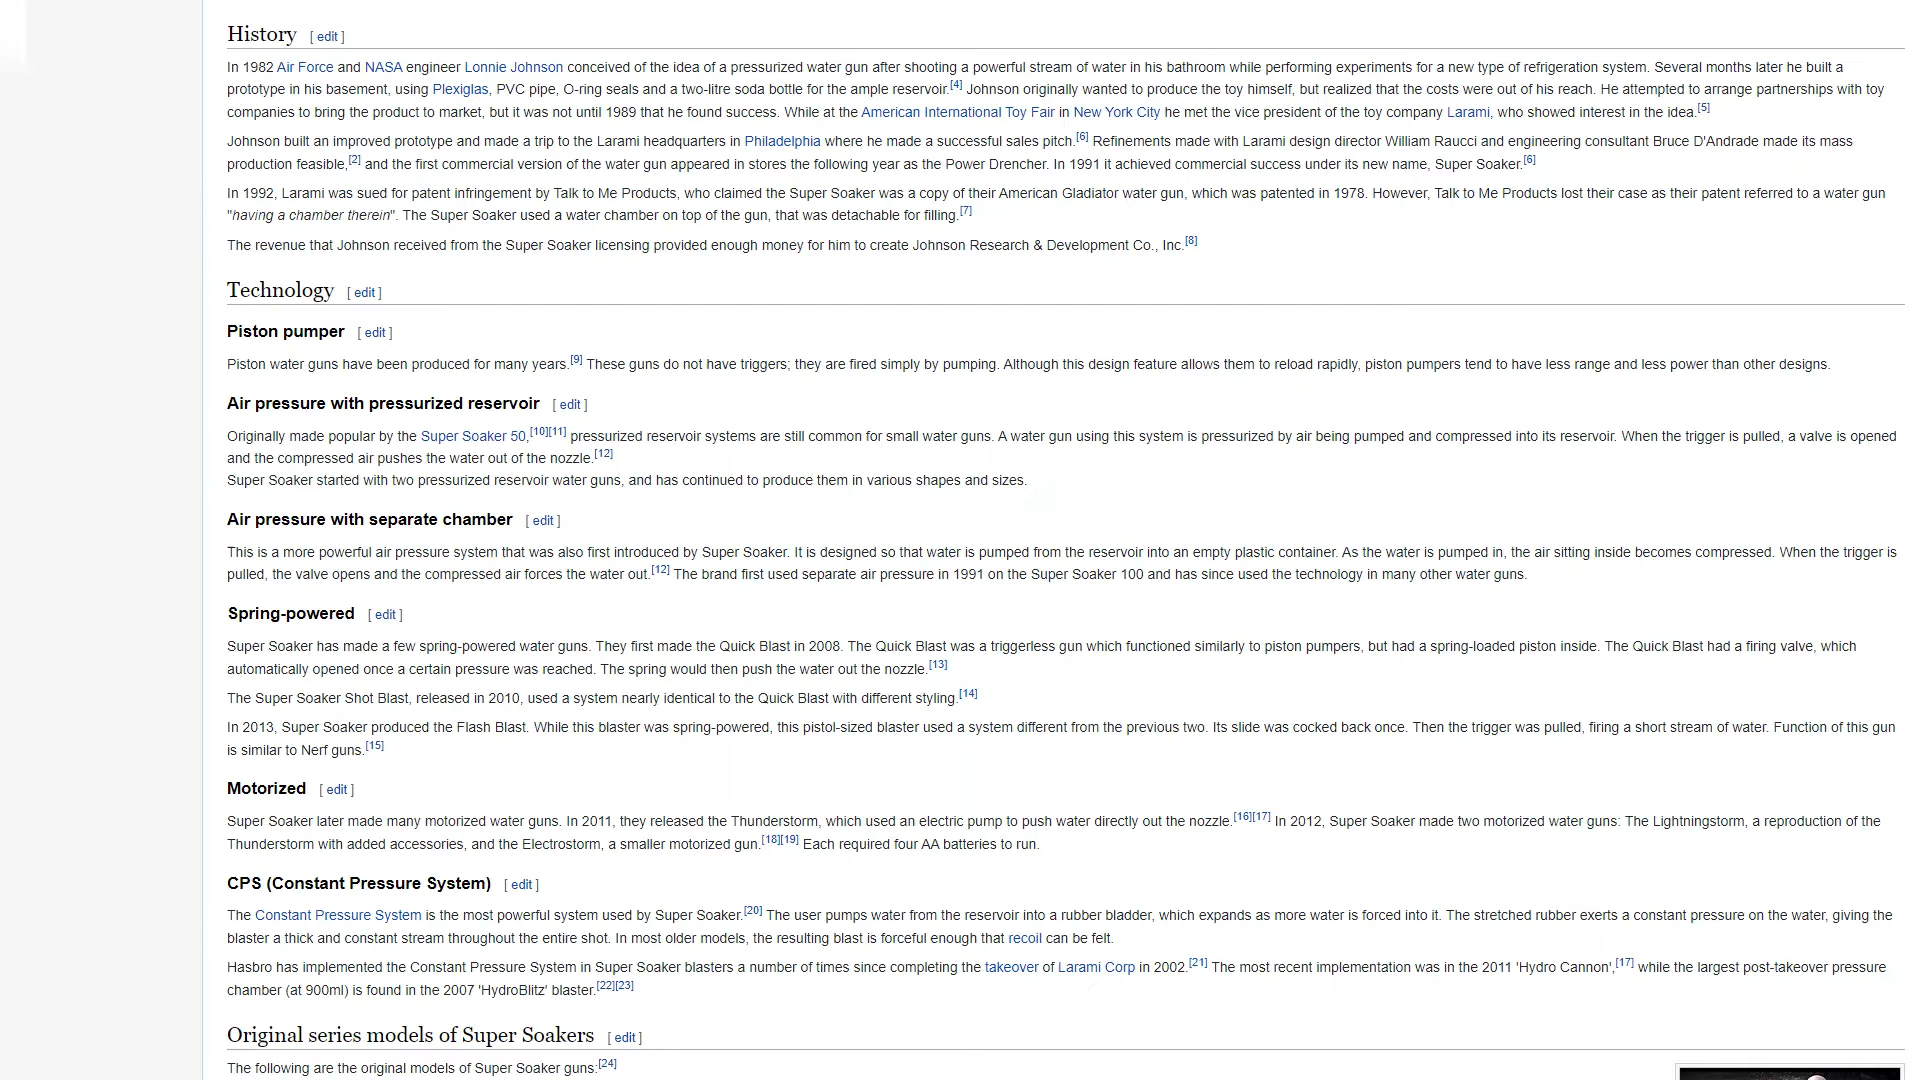 History [ edit ]
In 1982 Air Force and NASA engineer Lonnie Johnson conceived of the idea of a pressurized water gun after shooting a powerful stream of water in his bathroom while performing experiments for a new type of refrigeration system. Several months later he built a
prototype in his basement, using Plexiglas, PVC pipe, O-ring seals and a two-litre soda bottle for the ample reservoir.[4] Johnson originally wanted to produce the toy himself, but realized that the costs were out of his reach. He attempted to arrange partnerships with toy
companies to bring the product to market, but it was not until 1989 that he found success. While at the American International Toy Fair in New York City he met the vice president of the toy company Larami, who showed interest in the idea.[5]
Johnson built an improved prototype and made a trip to the Larami headquarters in Philadelphia where he made a successful sales pitch.[6] Refinements made with Larami design director William Raucci and engineering consultant Bruce D'Andrade made its mass
production feasible,[2] and the first commercial version of the water gun appeared in stores the following year as the Power Drencher. In 1991 it achieved commercial success under its new name, Super Soaker.[6]
In 1992, Larami was sued for patent infringement by Talk to Me Products, who claimed the Super Soaker was a copy of their American Gladiator water gun, which was patented in 1978. However, Talk to Me Products lost their case as their patent referred to a water gun
"having a chamber therein". The Super Soaker used a water chamber on top of the gun, that was detachable for filling.[7]
The revenue that Johnson received from the Super Soaker licensing provided enough money for him to create Johnson Research & Development Co., Inc.[8]
Technology [ edit ]
Piston pumper [ edit ]
Piston water guns have been produced for many years.[9] These guns do not have triggers; they are fired simply by pumping. Although this design feature allows them to reload rapidly, piston pumpers tend to have less range and less power than other designs.
Air pressure with pressurized reservoir [ edit ]
Originally made popular by the Super Soaker 50,[10][11] pressurized reservoir systems are still common for small water guns. A water gun using this system is pressurized by air being pumped and compressed into its reservoir. When the trigger is pulled, a valve is opened
and the compressed air pushes the water out of the nozzle.[12]
Super Soaker started with two pressurized reservoir water guns, and has continued to produce them in various shapes and sizes.
Air pressure with separate chamber [ edit ]
This is a more powerful air pressure system that was also first introduced by Super Soaker. It is designed so that water is pumped from the reservoir into an empty plastic container. As the water is pumped in, the air sitting inside becomes compressed. When the trigger is
pulled, the valve opens and the compressed air forces the water out.[12] The brand first used separate air pressure in 1991 on the Super Soaker 100 and has since used the technology in many other water guns.
Spring-powered [ edit ]
Super Soaker has made a few spring-powered water guns. They first made the Quick Blast in 2008. The Quick Blast was a triggerless gun which functioned similarly to piston pumpers, but had a spring-loaded piston inside. The Quick Blast had a firing valve, which
automatically opened once a certain pressure was reached. The spring would then push the water out the nozzle.[13]
The Super Soaker Shot Blast, released in 2010, used a system nearly identical to the Quick Blast with different styling.[14]
In 2013, Super Soaker produced the Flash Blast. While this blaster was spring-powered, this pistol-sized blaster used a system different from the previous two. Its slide was cocked back once. Then the trigger was pulled, firing a short stream of water. Function of this gun
is similar to Nerf guns.[15]
Motorized [ edit ]
Super Soaker later made many motorized water guns. In 2011, they released the Thunderstorm, which used an electric pump to push water directly out the nozzle.[16][17] In 2012, Super Soaker made two motorized water guns: The Lightningstorm, a reproduction of the
Thunderstorm with added accessories, and the Electrostorm, a smaller motorized gun.[18][19] Each required four AA batteries to run.
CPS (Constant Pressure System) [ edit ]
The Constant Pressure System is the most powerful system used by Super Soaker.[20] The user pumps water from the reservoir into a rubber bladder, which expands as more water is forced into it. The stretched rubber exerts a constant pressure on the water, giving the
blaster a thick and constant stream throughout the entire shot. In most older models, the resulting blast is forceful enough that recoil can be felt.
Hasbro has implemented the Constant Pressure System in Super Soaker blasters a number of times since completing the takeover of Larami Corp in 2002.[21] The most recent implementation was in the 2011 'Hydro Cannon',[17] while the largest post-takeover pressure
chamber (at 900ml) is found in the 2007 'HydroBlitz' blaster.[22][23]
Original series models of Super Soakers [ edit ]
The following are the original models of Super Soaker guns:[24]